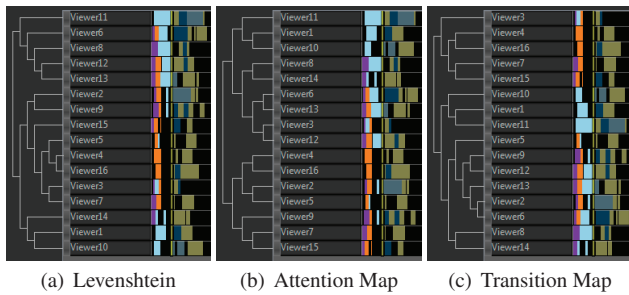 Viewer11
Viewer6
Viewer8
Viewer12
Viewer13
Viewer2
Viewer9
Viewer15
Viewer5
Viewer4
Viewer16
Viewer3
Viewer7
Viewer14
Viewer1
Viewer10
(a) Levenshtein
Viewer11
Viewer1
Viewer10
Viewer8
Viewer14
Viewer6
Viewer13
Viewer3
Viewer12
Viewer4
Viewer16
Viewer2
Viewer5
Viewer9
Viewer7
Viewer15
(b) Attention Map
Viewer3
Viewer4
Viewer16
Viewer7
Viewer15
Viewer10
Viewer1
Viewer11
Viewer5
Viewer9
Viewer12
Viewer13
Viewer2
Viewer6
Viewer8
Viewer14
(c) Transition Map